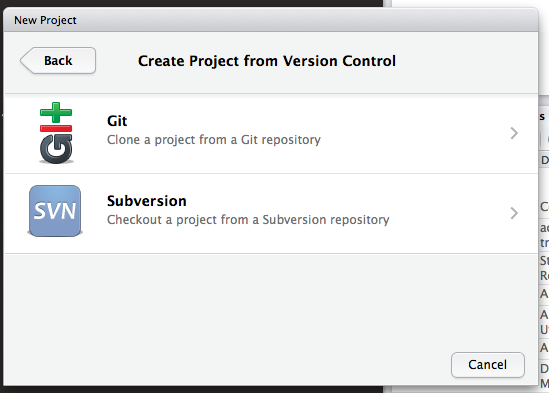 New Project
Back
Create Project from Version Control
Git
Clone a project from a Git repository
SVN
Subversion
Checkout a project from a Subversion repository
Cancel